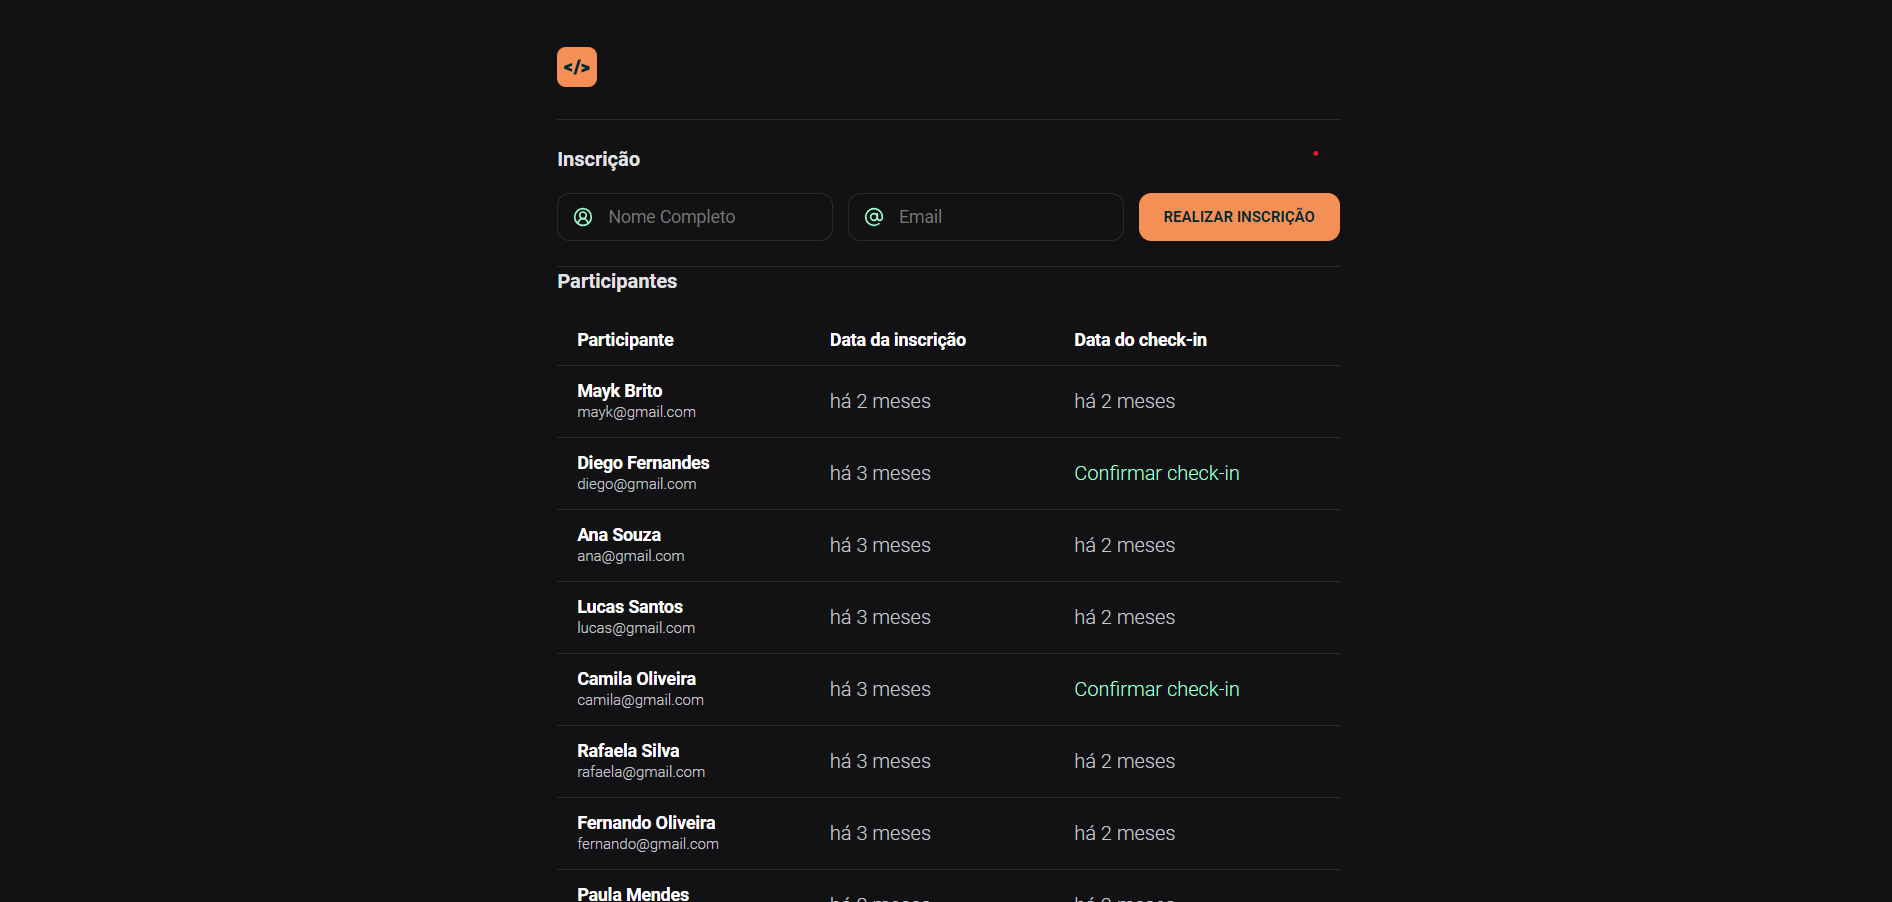 </>
Inscrição
Nome Completo
Email
REALIZAR INSCRIÇÃO
Participantes
Participante Data da inscrição Data do check-in
Mayk Brito
mayk@gmail.com
há 2 meses
há 2 meses
Diego Fernandes
diego@gmail.com
há 3 meses
Confirmar check-in
Ana Souza
ana@gmail.com
há 3 meses
há 2 meses
Lucas Santos
lucas@gmail.com
há 3 meses
há 2 meses
Camila Oliveira
camila@gmail.com
há 3 meses
Confirmar check-in
Rafaela Silva
rafaela@gmail.com
há 3 meses
há 2 meses
Fernando Oliveira
fernando@gmail.com
há 3 meses
há 2 meses
Paula Mendes